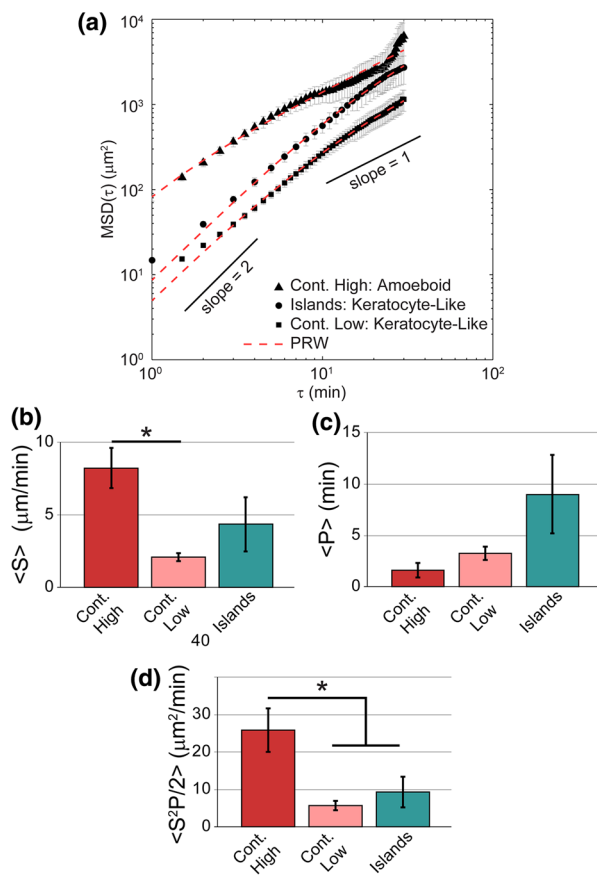 (a)
MSD(τ) (μm²)
10⁴
10³
10²
10¹
10⁰
slope = 1
slope = 2
Cont. High: Amoeboid
Islands: Keratocyte-Like
Cont. Low: Keratocyte-Like
PRW
10⁰ 10¹ 10²
τ (min)
(b)
<S> (μm/min)
10
5
0
*
Cont. High
Cont. Low
Islands
(c)
<P> (min)
15
10
5
0
Cont. High
Cont. Low
Islands
40
(d)
<S²P/2> (μm²/min)
30
20
10
0
*
Cont. High
Cont. Low
Islands